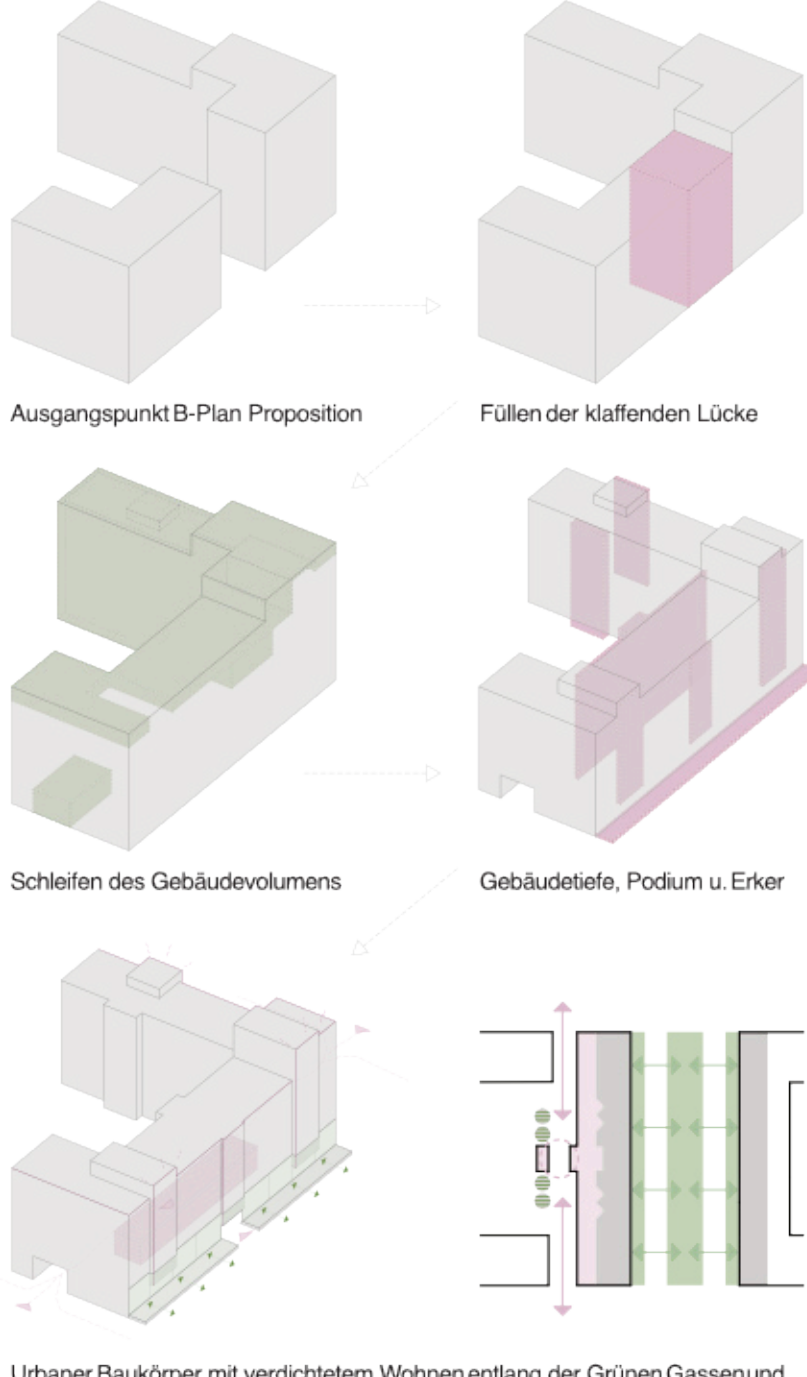 Ausgangspunkt B-Plan Proposition
Füllen der klaffenden Lücke
Schleifen des Gebäudevolumens
Gebäudetiefe, Podium u. Erker
Urbaner Baukörper mit verdichtetem Wohnen entlang der Grünen Gassen und